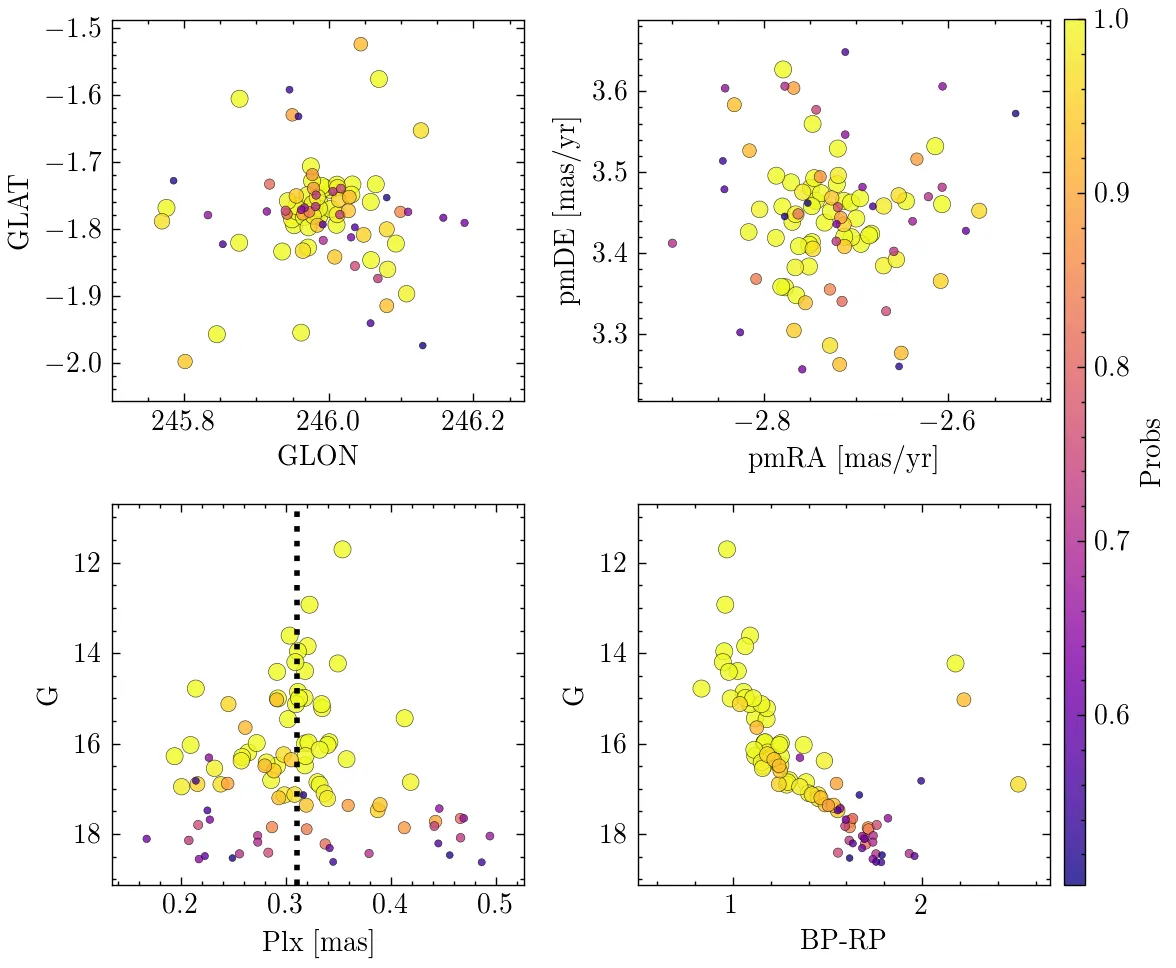 −1.5
−1.6
−1.7
−1.8
−1.9
−2.0
GLAT
245.8 246.0 246.2
GLON
3.6
3.5
3.4
3.3
pmDE [mas/yr]
−2.8 −2.6
pmRA [mas/yr]
1.0
0.9
0.8
0.7
0.6
Probs
12
14
16
18
G
0.2 0.3 0.4 0.5
Plx [mas]
12
14
16
18
G
1 2
BP-RP